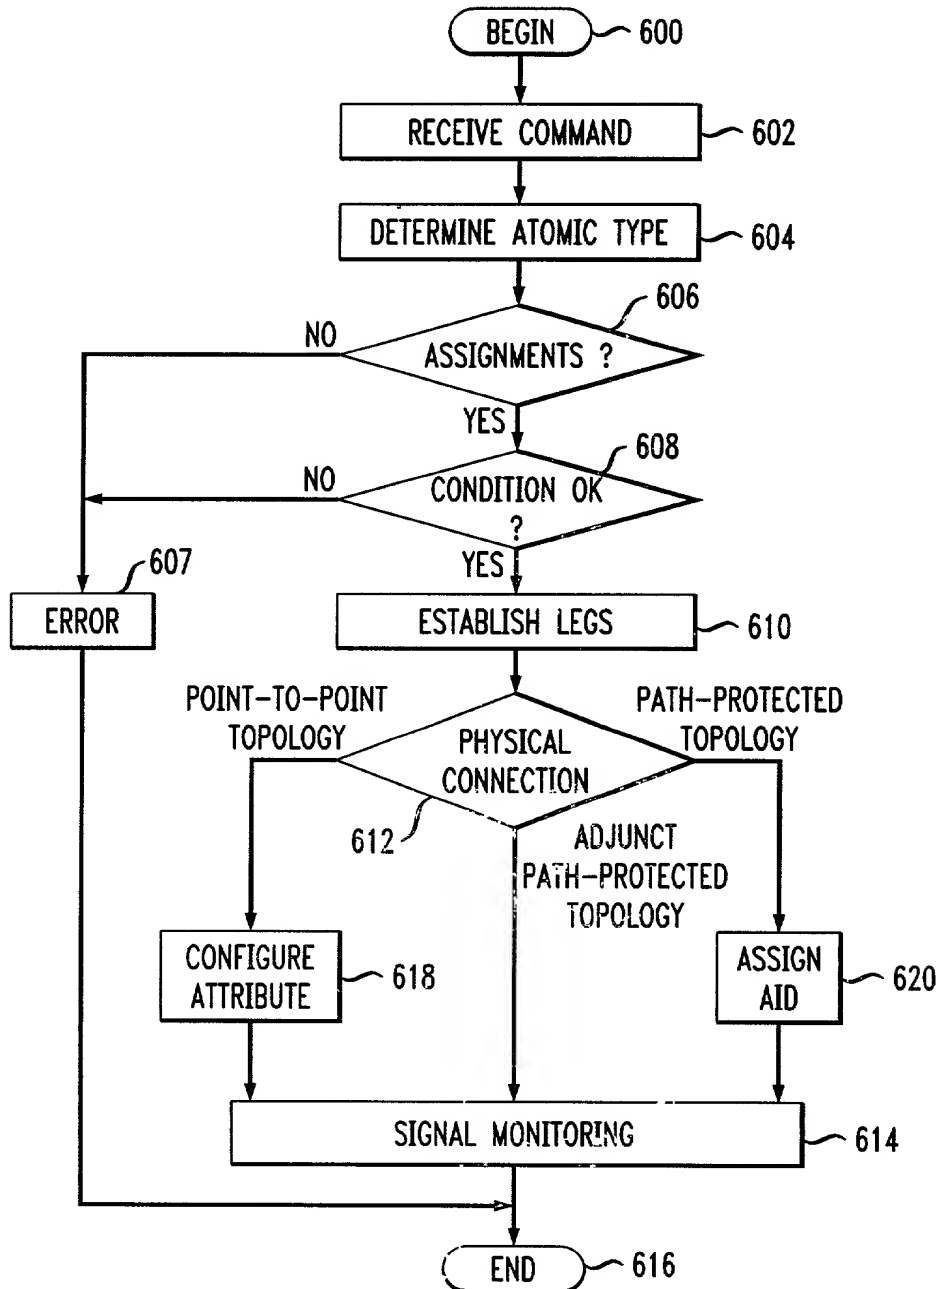 BEGIN
600
RECEIVE COMMAND
602
DETERMINE ATOMIC TYPE
604
606
NO
ASSIGNMENTS ?
YES
608
NO
CONDITION OK
?
YES
607
ERROR
ESTABLISH LEGS
610
POINT-TO-POINT
TOPOLOGY
PATH-PROTECTED
TOPOLOGY
PHYSICAL
CONNECTION
612
ADJUNCT
PATH-PROTECTED
TOPOLOGY
CONFIGURE
ATTRIBUTE
618
ASSIGN
AID
620
SIGNAL MONITORING
614
END
616